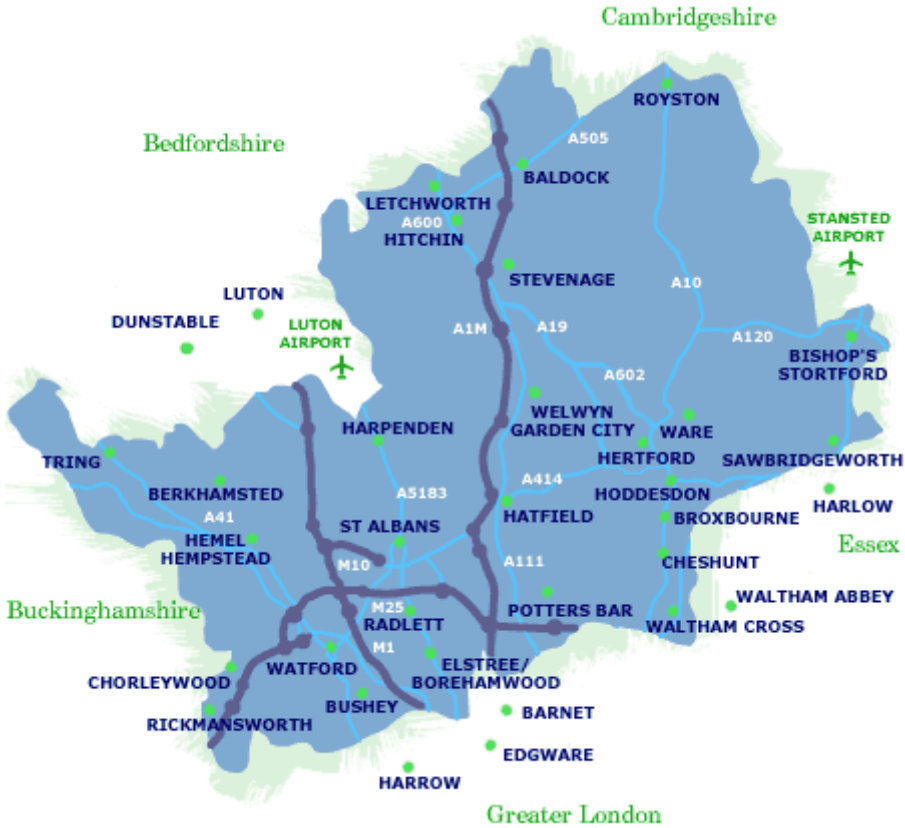 Cambridgeshire
ROYSTON
A505
Bedfordshire
BALDOCK
LETCHWORTH
A600
HITCHIN
STANSTED
AIRPORT
STEVENAGE
A10
LUTON
DUNSTABLE
LUTON
AIRPORT
A1M
A19
A120
BISHOP'S
STORTFORD
A602
WELWYN
GARDEN CITY
WARE
HARPENDEN
HERTFORD
TRING
SAWBRIDGEWORTH
BERKHAMSTED
A5183
A414
HODDESDON
HARLOW
A41
ST ALBANS
HATFIELD
BROXBOURNE
HEMEL
HEMPSTEAD
Essex
M10
A111
CHESHUNT
Buckinghamshire
M25
RADLETT
POTTERS BAR
WALTHAM ABBEY
WALTHAM CROSS
M1
WATFORD
ELSTREE/
BOREHAMWOOD
CHORLEYWOOD
BUSHEY
RICKMANSWORTH
BARNET
EDGWARE
HARROW
Greater London